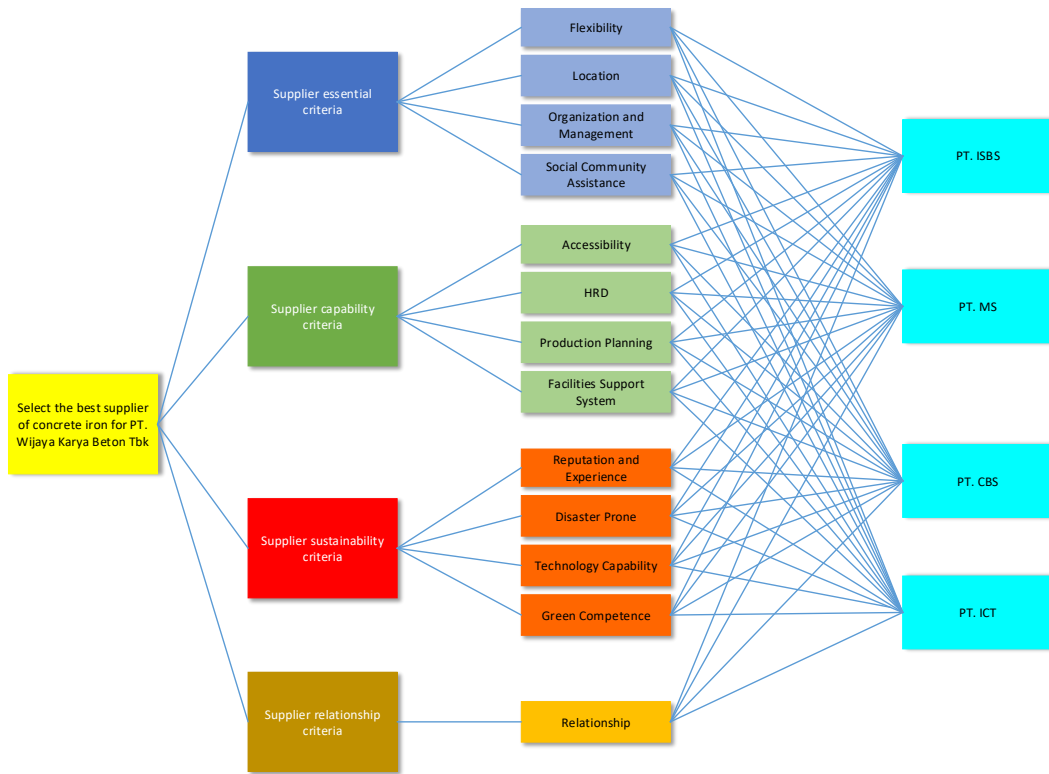 Select the best supplier
of concrete iron for PT.
Wijaya Karya Beton Tbk
Supplier essential
criteria
Supplier capability
criteria
Supplier sustainability
criteria
Supplier relationship
criteria
Flexibility
Location
Organization and
Management
Social Community
Assistance
Accessibility
HRD
Production Planning
Facilities Support
System
Reputation and
Experience
Disaster Prone
Technology Capability
Green Competence
Relationship
PT. ISBS
PT. MS
PT. CBS
PT. ICT